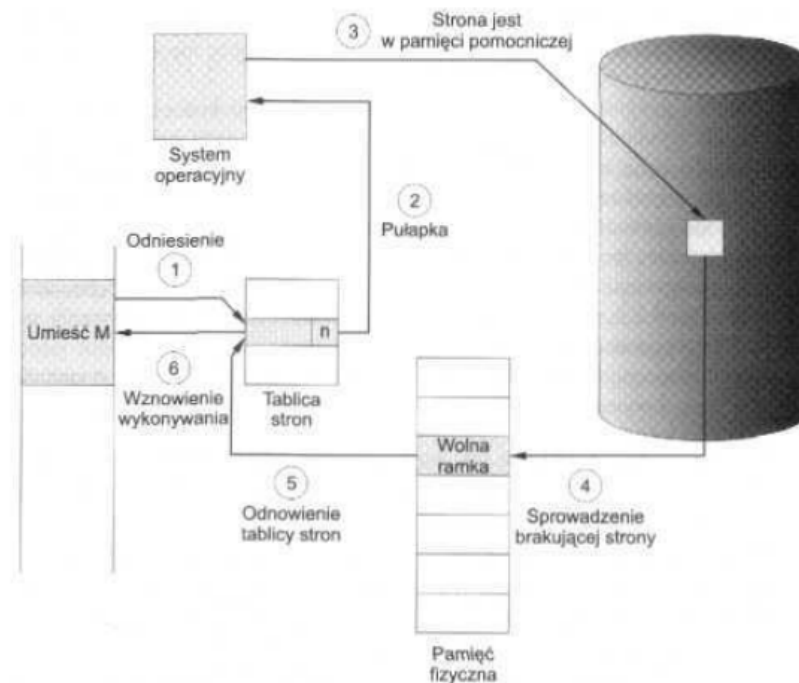 3
Strona jest
w pamięci pomocniczej
System
operacyjny
2
Pułapka
Odniesienie
1
Umieść M
n
6
Wznowienie
wykonywania
Tablica
stron
Wolna
ramka
5
Odnowienie
tablicy stron
4
Sprowadzenie
brakującej strony
Pamięć
fizyczna